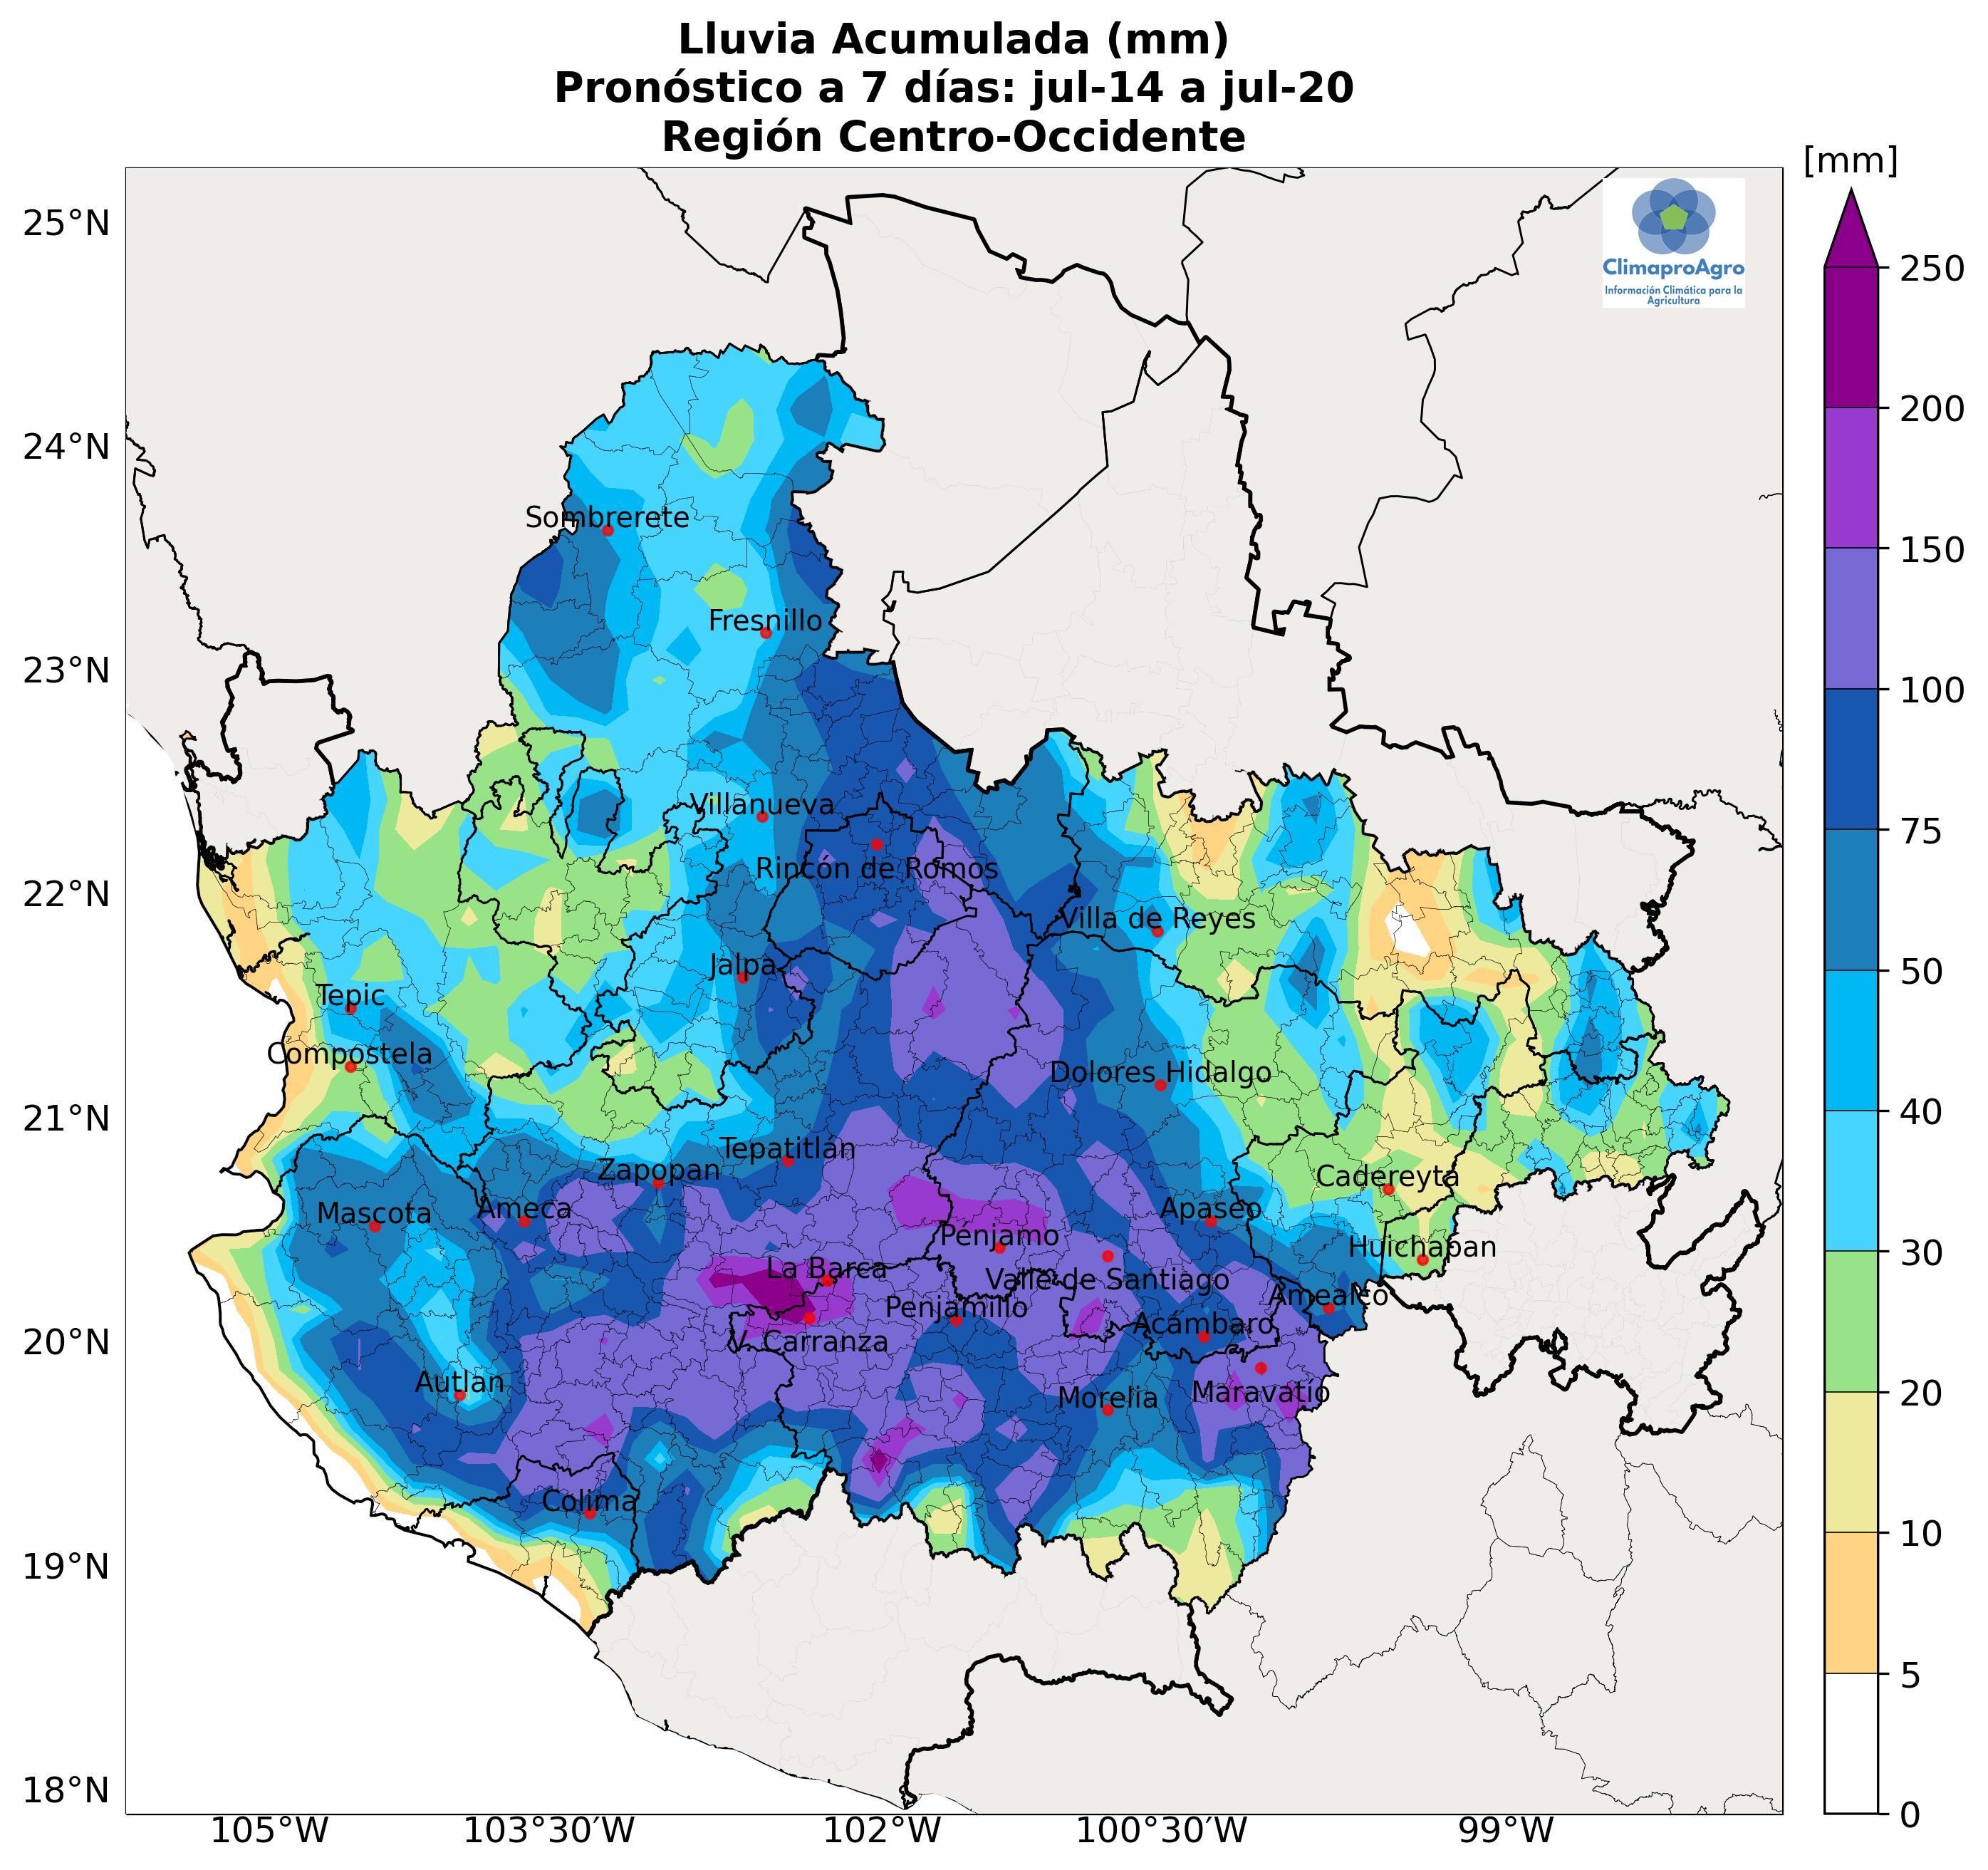 Lluvia Acumulada (mm)
Pronóstico a 7 días: jul-14 a jul-20
Región Centro-Occidente
[mm]
ClimaproAgro
Información Climática para la
Agricultura
25°N
24°N
23°N
22°N
21°N
20°N
19°N
18°N
105°W
103°30'W
102°W
100°30'W
99°W
250
200
150
100
75
50
40
30
20
10
5
0
Sombrerete
Fresnillo
Villanueva
Rincón de Romos
Villa de Reyes
Jalpa
Tepic
Compostela
Dolores Hidalgo
Tepatitlán
Zapopan
Cadereyta
Mascota
Ameca
Apaseo
Pénjamo
Huichapan
La Barca
Valle de Santiago
Amealco
Penjamillo
Acámbaro
V. Carranza
Autlán
Morelia
Maravatío
Colima